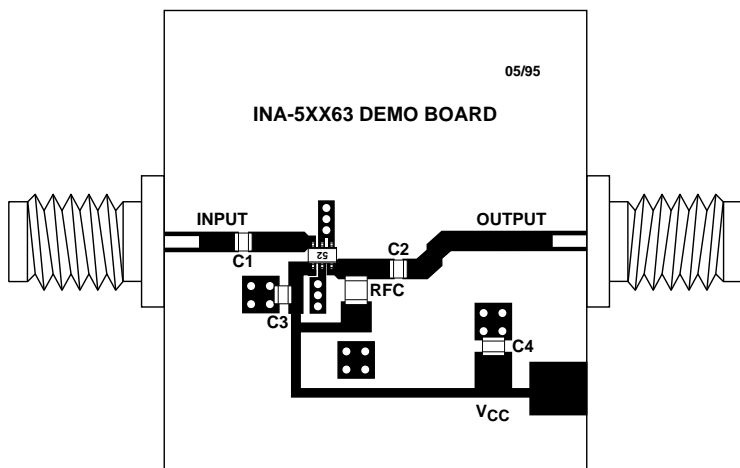 05/95
INA-5XX63 DEMO BOARD
INPUT
C1
52
C2
OUTPUT
RFC
C3
C4
VCC